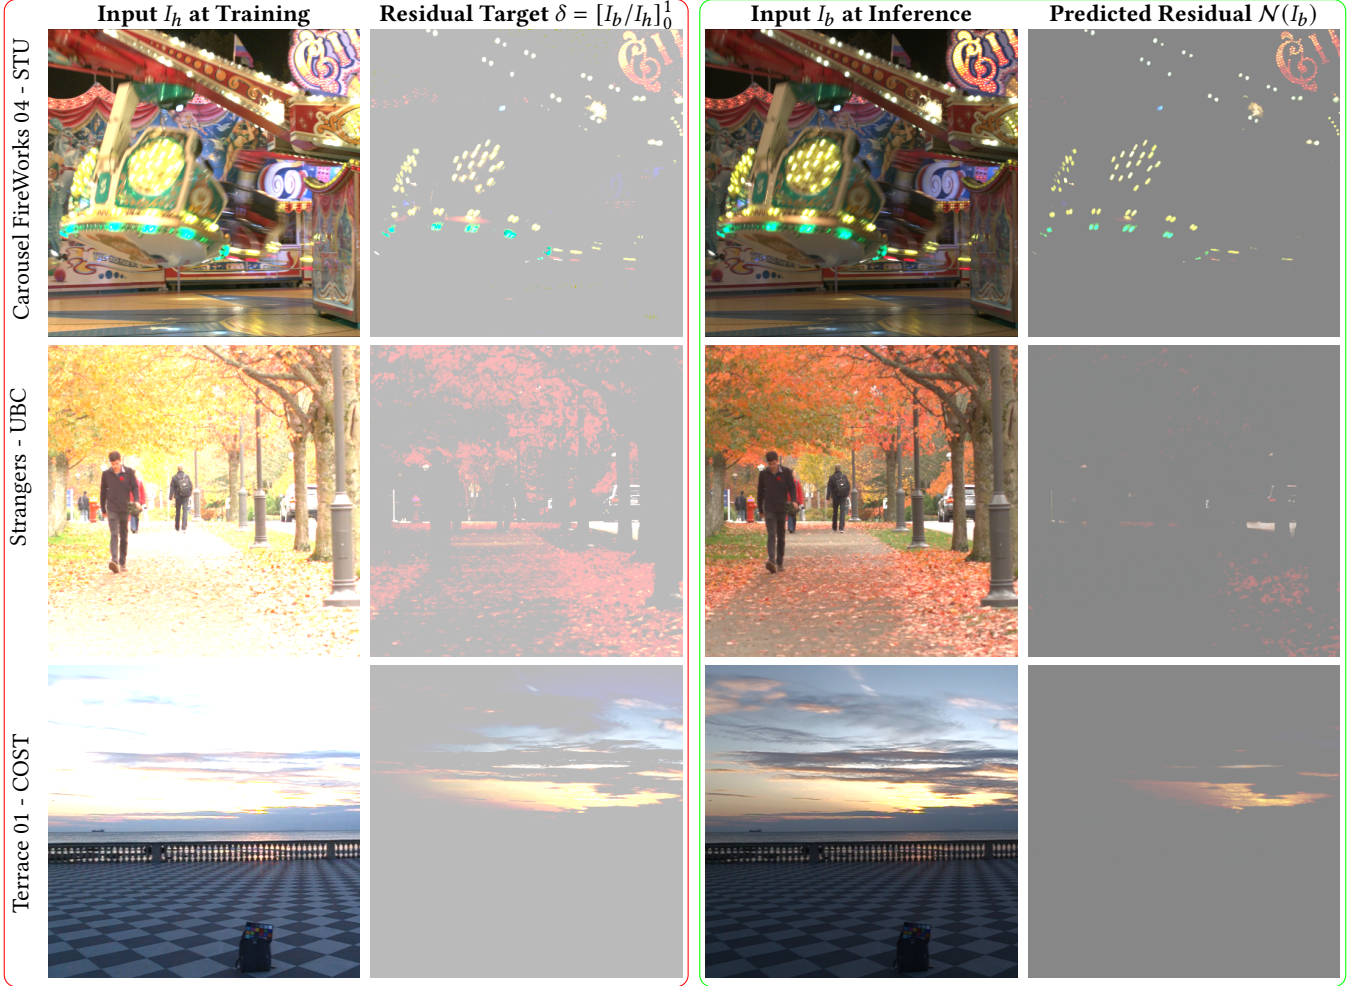 Input I_h at Training
Residual Target δ = [I_b/I_h]_0^1
Input I_b at Inference
Predicted Residual 𝒩(I_b)
Carousel FireWorks 04 - STU
Strangers - UBC
Terrace 01 - COST